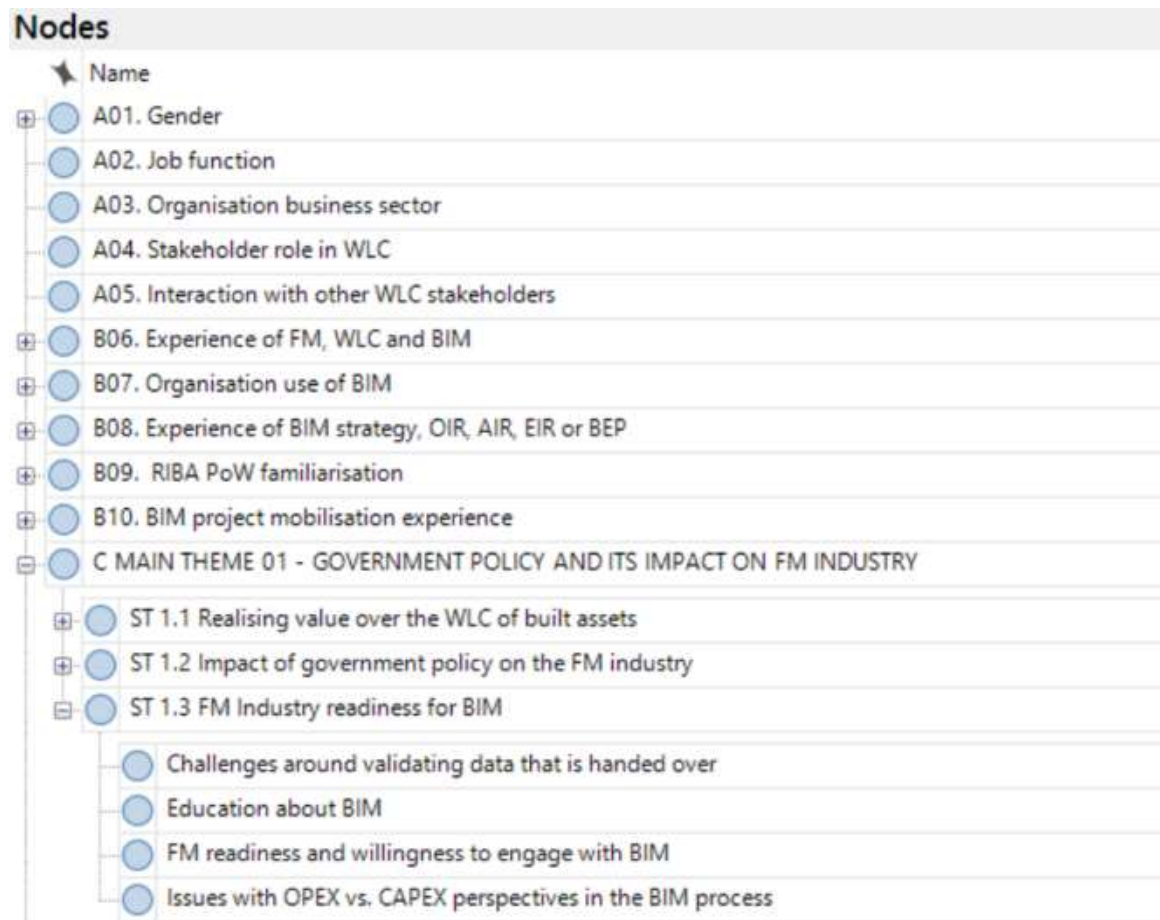 Nodes
Name
A01. Gender
A02. Job function
A03. Organisation business sector
A04. Stakeholder role in WLC
A05. Interaction with other WLC stakeholders
B06. Experience of FM, WLC and BIM
B07. Organisation use of BIM
B08. Experience of BIM strategy, OIR, AIR, EIR or BEP
B09. RIBA PoW familiarisation
B10. BIM project mobilisation experience
C MAIN THEME 01 - GOVERNMENT POLICY AND ITS IMPACT ON FM INDUSTRY
ST 1.1 Realising value over the WLC of built assets
ST 1.2 Impact of government policy on the FM industry
ST 1.3 FM Industry readiness for BIM
Challenges around validating data that is handed over
Education about BIM
FM readiness and willingness to engage with BIM
Issues with OPEX vs. CAPEX perspectives in the BIM process